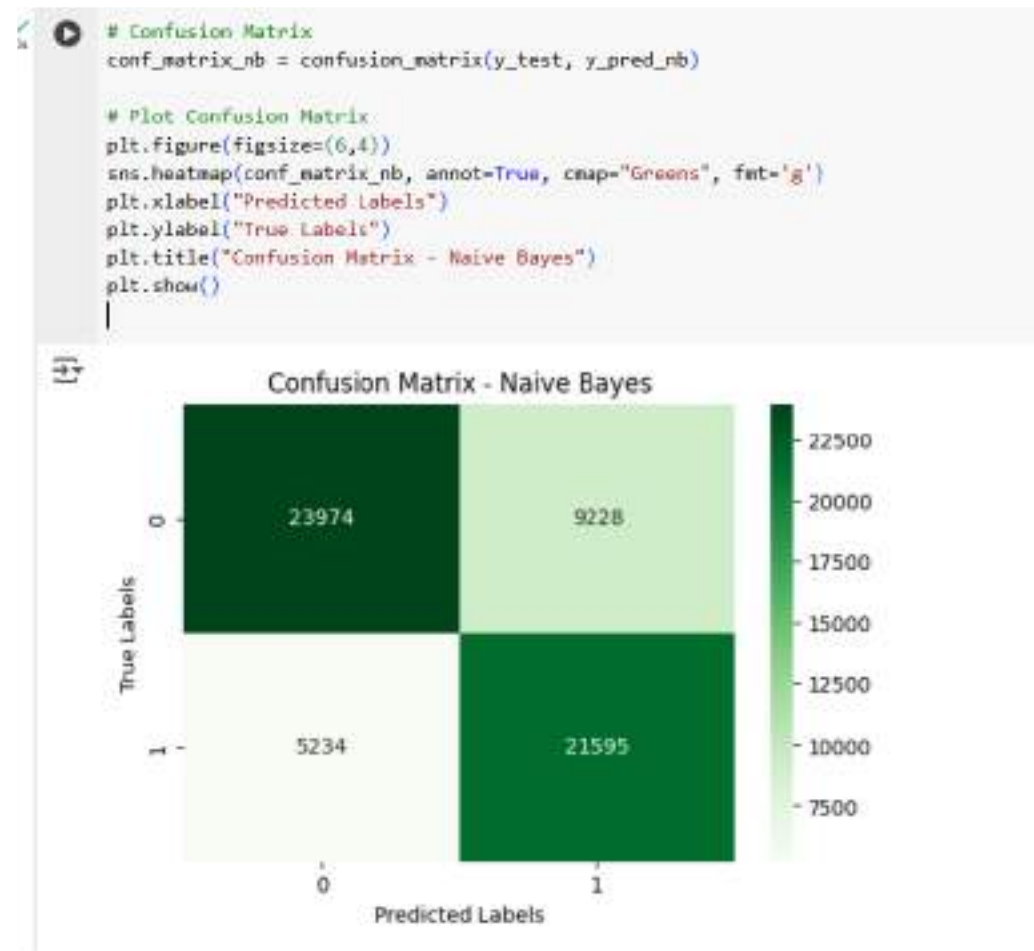 # Confusion Matrix
conf_matrix_nb = confusion_matrix(y_test, y_pred_nb)
# Plot Confusion Matrix
plt.figure(figsize=(6,4))
sns.heatmap(conf_matrix_nb, annot=True, cmap="Greens", fmt='g')
plt.xlabel("Predicted Labels")
plt.ylabel("True Labels")
plt.title("Confusion Matrix - Naive Bayes")
plt.show()
Confusion Matrix - Naive Bayes
True Labels
0
23974
9228
1
5234
21595
0
1
Predicted Labels
22500
20000
17500
15000
12500
10000
7500